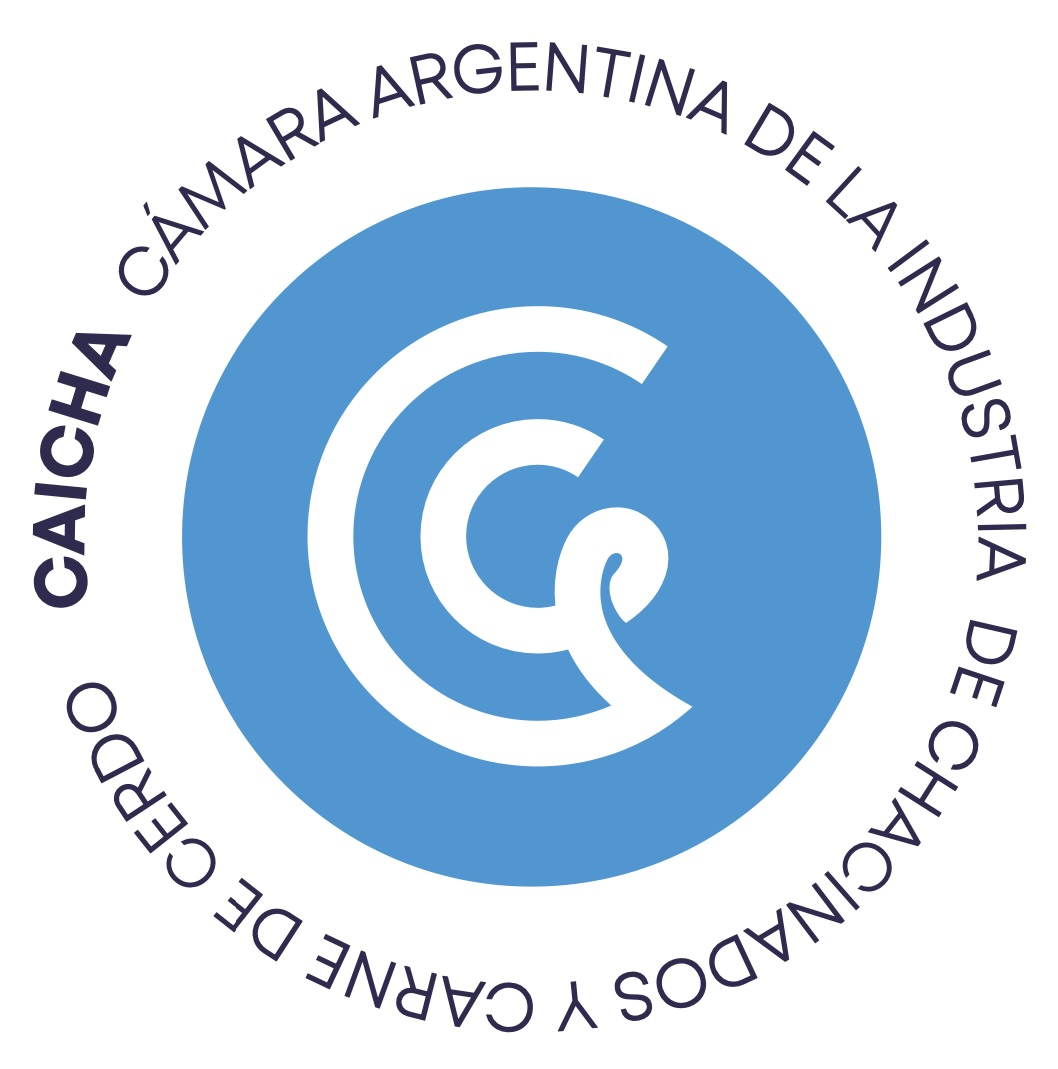 CAICHA CÁMARA ARGENTINA DE LA INDUSTRIA DE CHACINADOS Y CARNE DE CERDO